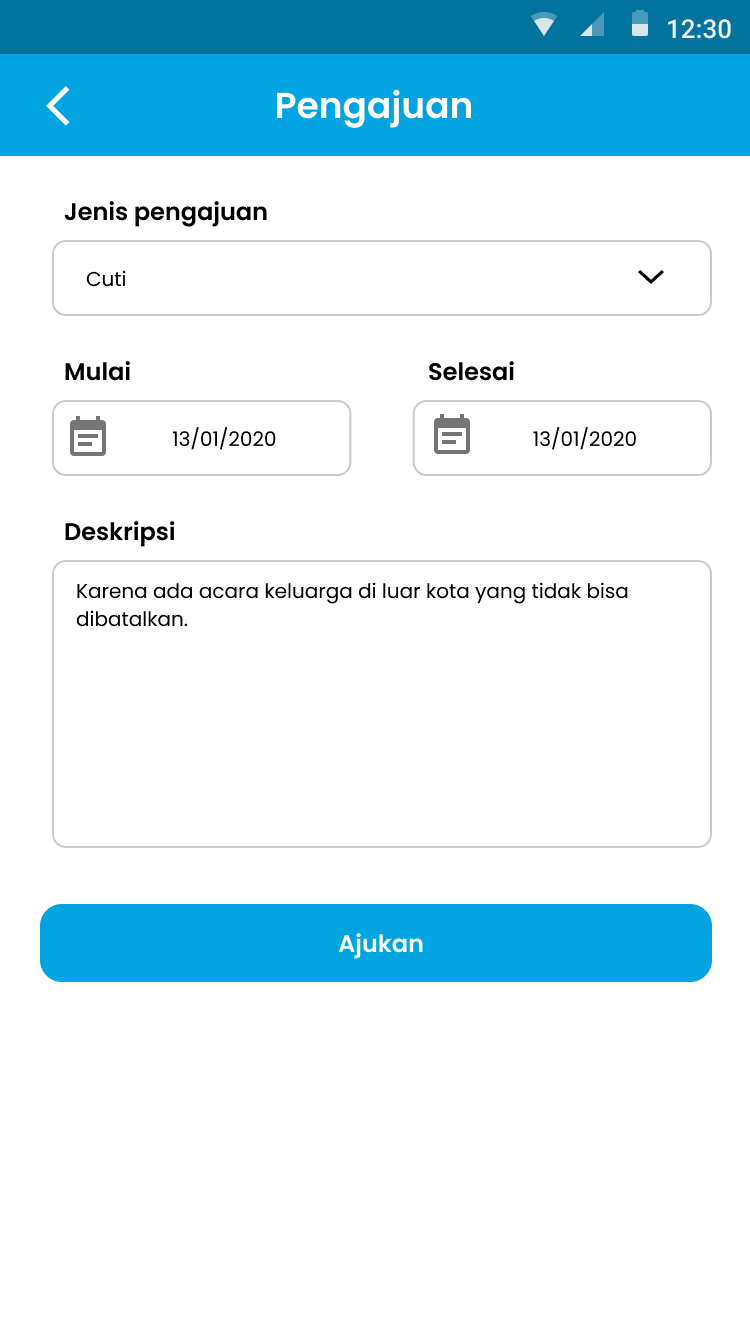 12:30
Pengajuan
Jenis pengajuan
Cuti
Mulai
Selesai
13/01/2020
13/01/2020
Deskripsi
Karena ada acara keluarga di luar kota yang tidak bisa
dibatalkan.
Ajukan